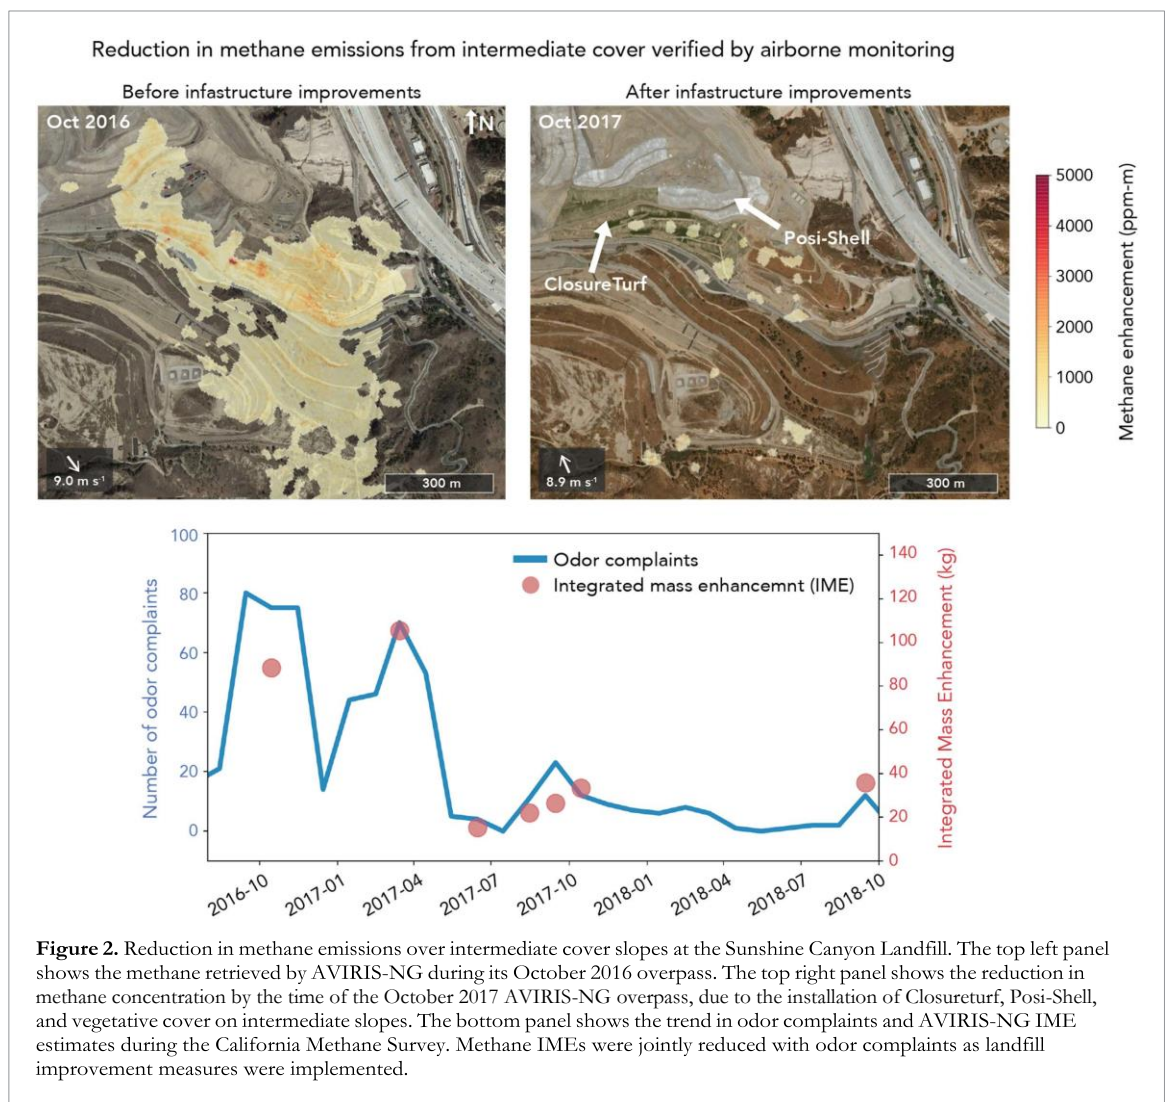 Reduction in methane emissions from intermediate cover verified by airborne monitoring
Before infastructure improvements
After infastructure improvements
Oct 2016
N
Oct 2017
Posi-Shell
ClosureTurf
9.0 m s-1
300 m
8.9 m s-1
300 m
5000
4000
3000
2000
1000
0
Methane enhancement (ppm-m)
Odor complaints
Integrated mass enhancemnt (IME)
Number of odor complaints
100
80
60
40
20
0
140
120
100
80
60
40
20
0
Integrated Mass Enhancement (kg)
2016-10
2017-01
2017-04
2017-07
2017-10
2018-01
2018-04
2018-07
2018-10
Figure 2. Reduction in methane emissions over intermediate cover slopes at the Sunshine Canyon Landfill. The top left panel
shows the methane retrieved by AVIRIS-NG during its October 2016 overpass. The top right panel shows the reduction in
methane concentration by the time of the October 2017 AVIRIS-NG overpass, due to the installation of Closureturf, Posi-Shell,
and vegetative cover on intermediate slopes. The bottom panel shows the trend in odor complaints and AVIRIS-NG IME
estimates during the California Methane Survey. Methane IMEs were jointly reduced with odor complaints as landfill
improvement measures were implemented.